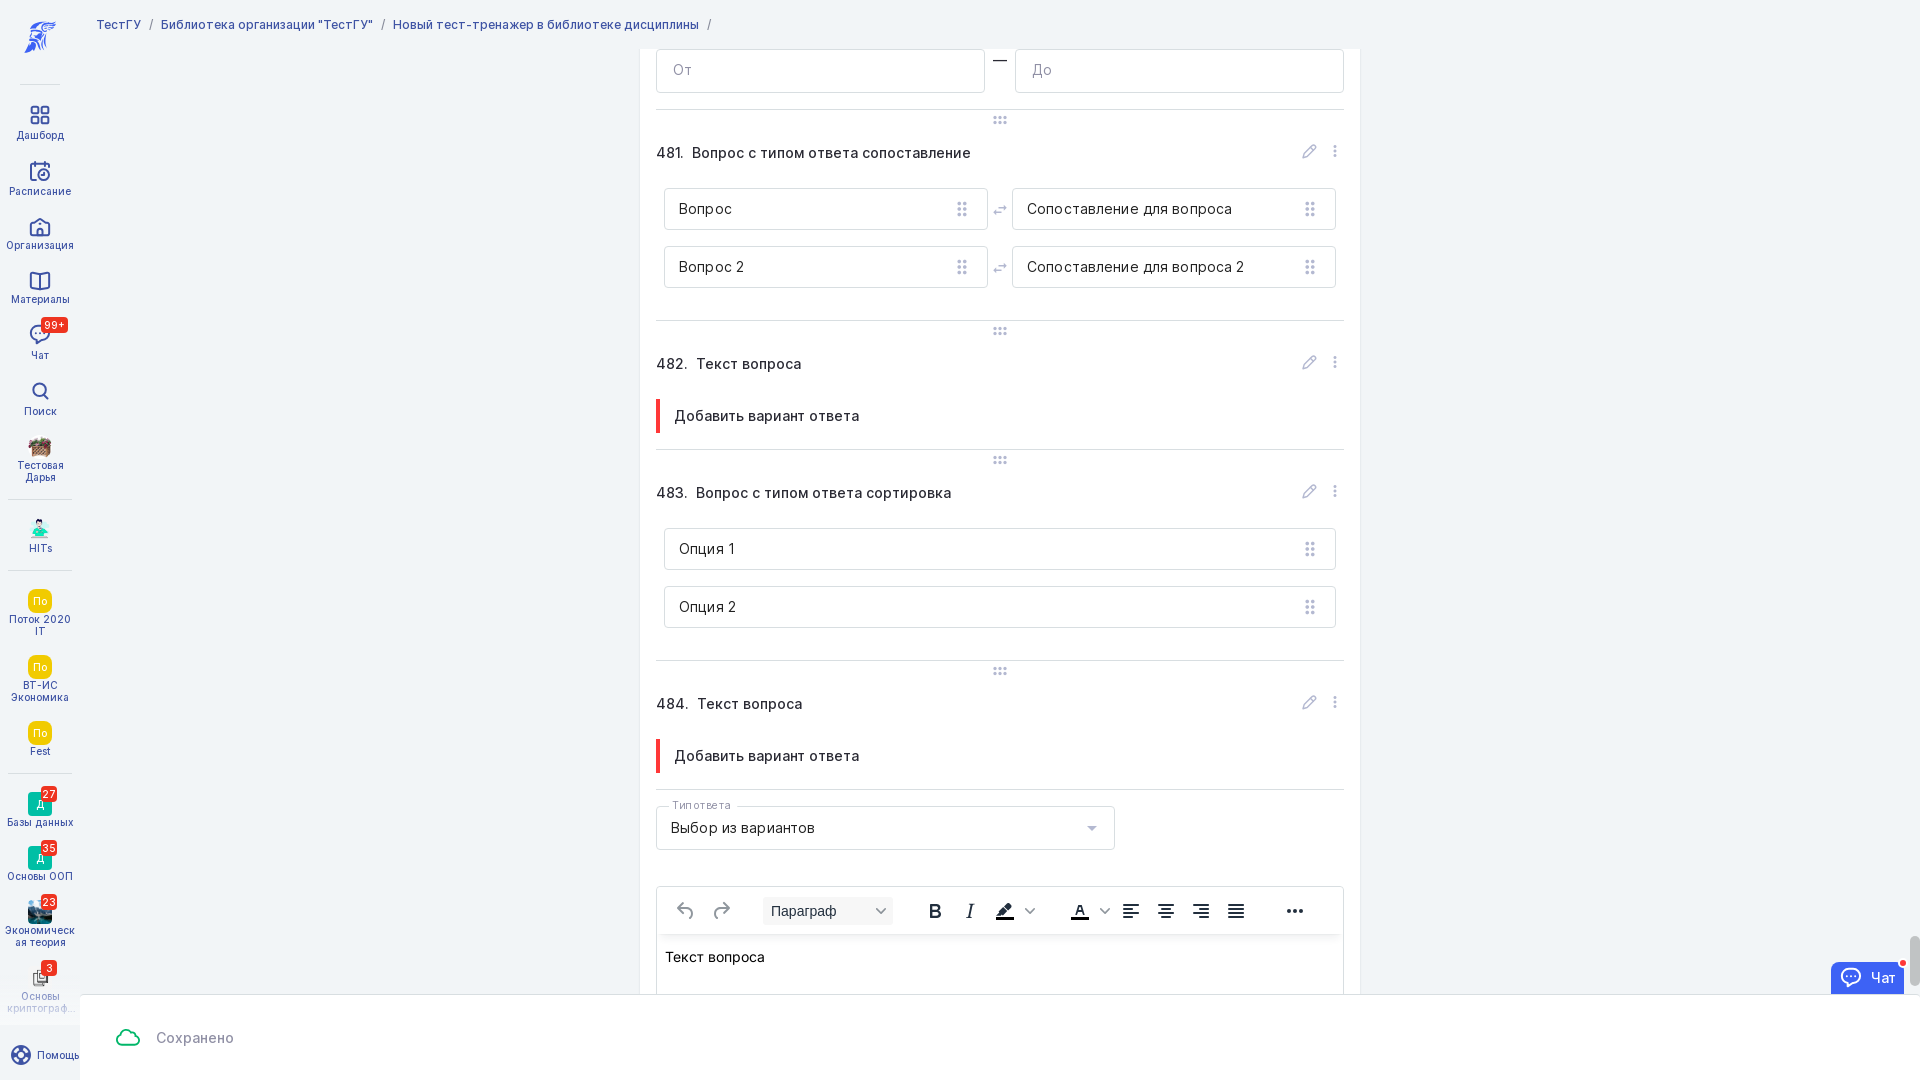 ТестГУ / Библиотека организации "ТестГУ" / Новый тест-тренажер в библиотеке дисциплины /
От — До
481. Вопрос с типом ответа сопоставление
Вопрос Сопоставление для вопроса
Вопрос 2 Сопоставление для вопроса 2
482. Текст вопроса
Добавить вариант ответа
483. Вопрос с типом ответа сортировка
Опция 1
Опция 2
484. Текст вопроса
Добавить вариант ответа
Тип ответа
Выбор из вариантов
Параграф
B I A
Текст вопроса
Дашборд
Расписание
Организация
Материалы
99+
Чат
Поиск
Тестовая
Дарья
HITs
По
Поток 2020
IT
По
ВТ-ИС
Экономика
По
Fest
27
Д
Базы данных
35
Д
Основы ООП
23
Экономическ
ая теория
3
Основы
криптограф...
Помощь
Сохранено
Чат